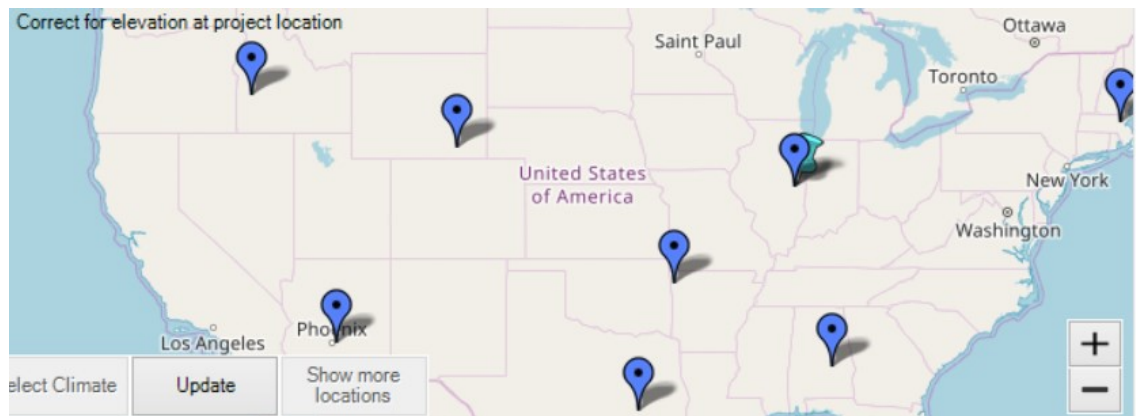 Correct for elevation at project location
Ottawa
Saint Paul
Toronto
United States
of America
New York
Washington
Phoenix
Los Angeles
elect Climate
Update
Show more
locations
+
−